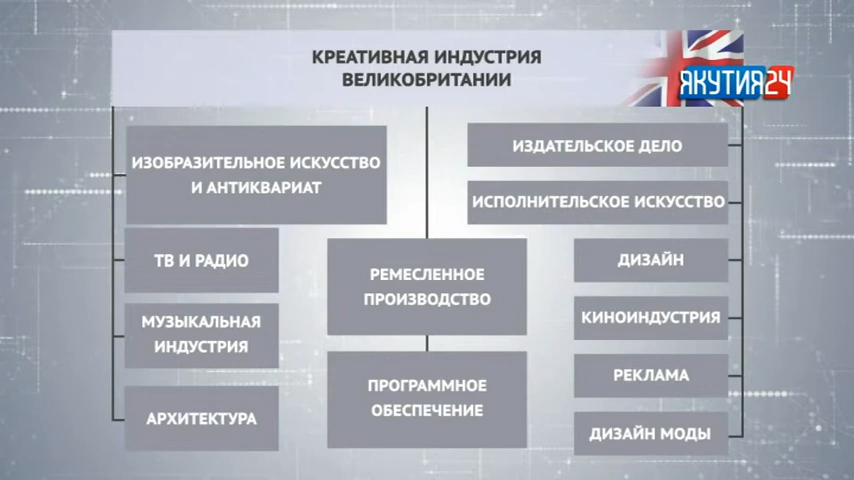 КРЕАТИВНАЯ ИНДУСТРИЯ
ВЕЛИКОБРИТАНИИ
ЯКУТИЯ24
ИЗОБРАЗИТЕЛЬНОЕ ИСКУССТВО
И АНТИКВАРИАТ
ТВ И РАДИО
МУЗЫКАЛЬНАЯ
ИНДУСТРИЯ
АРХИТЕКТУРА
РЕМЕСЛЕННОЕ
ПРОИЗВОДСТВО
ПРОГРАММНОЕ
ОБЕСПЕЧЕНИЕ
ИЗДАТЕЛЬСКОЕ ДЕЛО
ИСПОЛНИТЕЛЬСКОЕ ИСКУССТВО
ДИЗАЙН
КИНОИНДУСТРИЯ
РЕКЛАМА
ДИЗАЙН МОДЫ